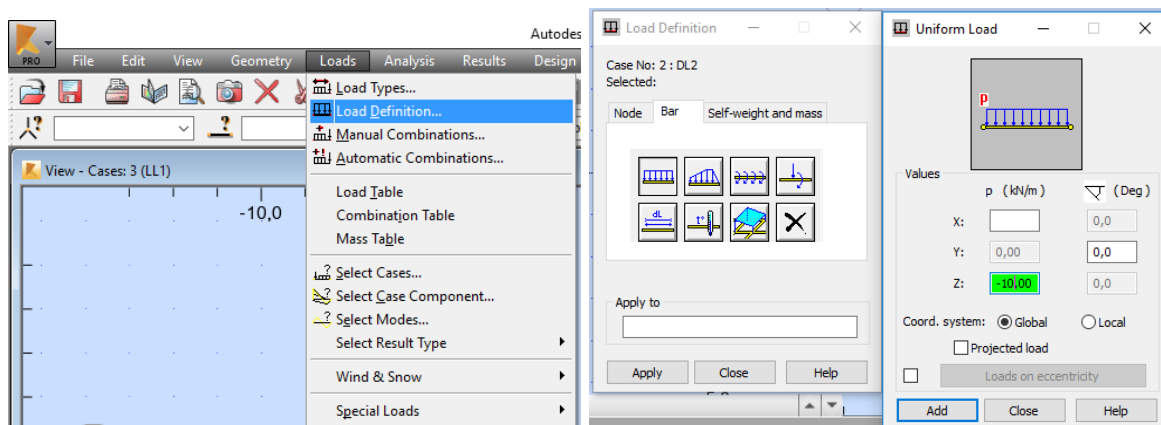 Autodes
PRO File Edit View Geometry Loads Analysis Results Design
Load Types...
Load Definition...
Manual Combinations...
Automatic Combinations...
Load Table
Combination Table
Mass Table
Select Cases...
Select Case Component...
Select Modes...
Select Result Type
Wind & Snow
Special Loads
View - Cases: 3 (LL1)
-10,0
Load Definition
Case No: 2 : DL2
Selected:
Node Bar Self-weight and mass
dL t°
Apply to
Apply Close Help
Uniform Load
p
Values
p (kN/m) (Deg)
X: 0,0
Y: 0,00 0,0
Z: -10,00 0,0
Coord. system: Global Local
Projected load
Loads on eccentricity
Add Close Help